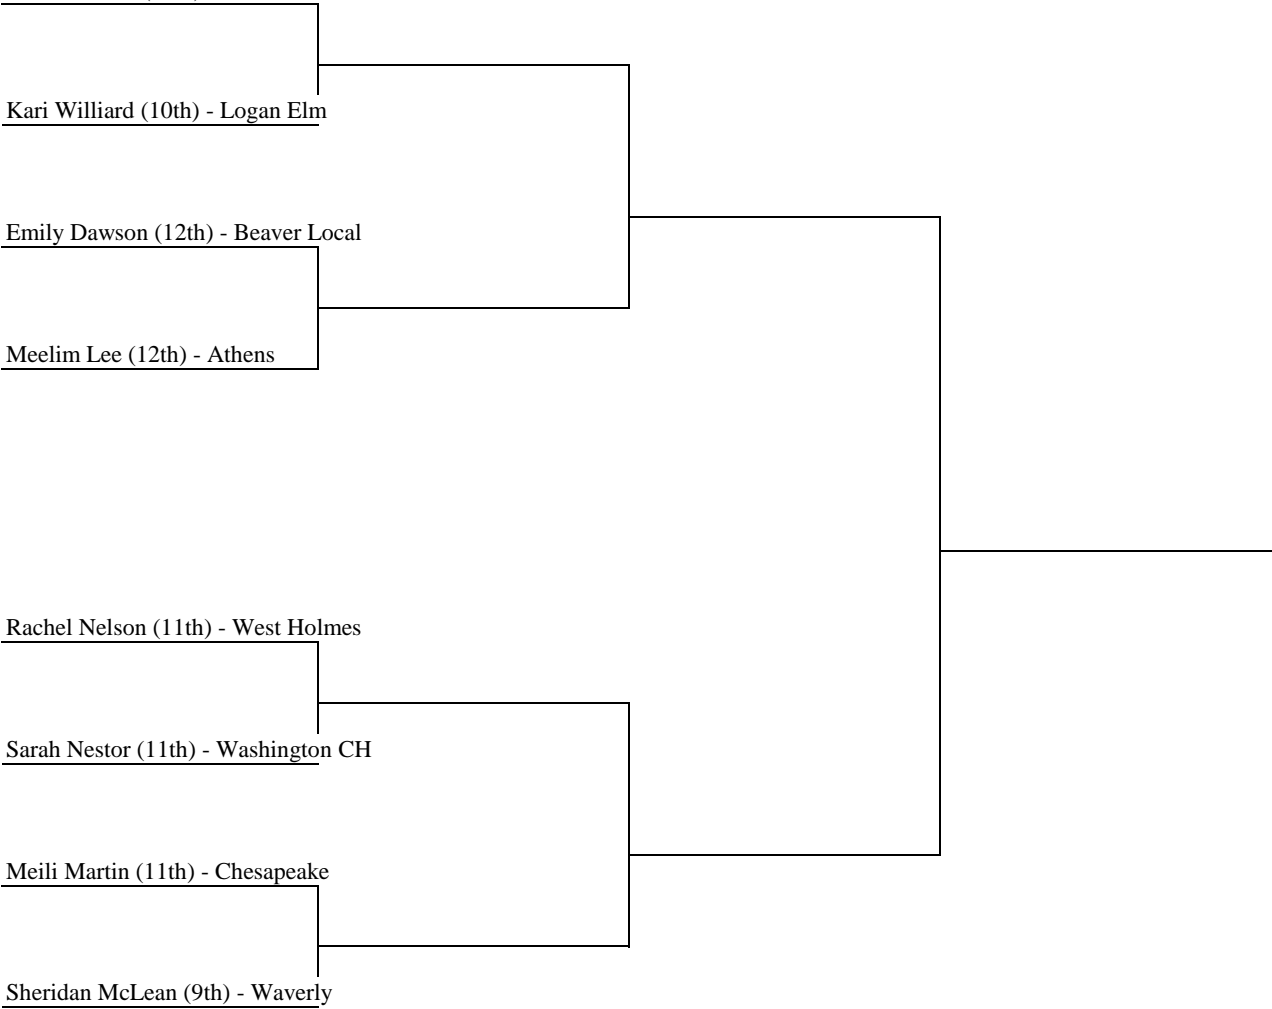 Kari Williard (10th) - Logan Elm
Emily Dawson (12th) - Beaver Local
Meelim Lee (12th) - Athens
Rachel Nelson (11th) - West Holmes
Sarah Nestor (11th) - Washington CH
Meili Martin (11th) - Chesapeake
Sheridan McLean (9th) - Waverly